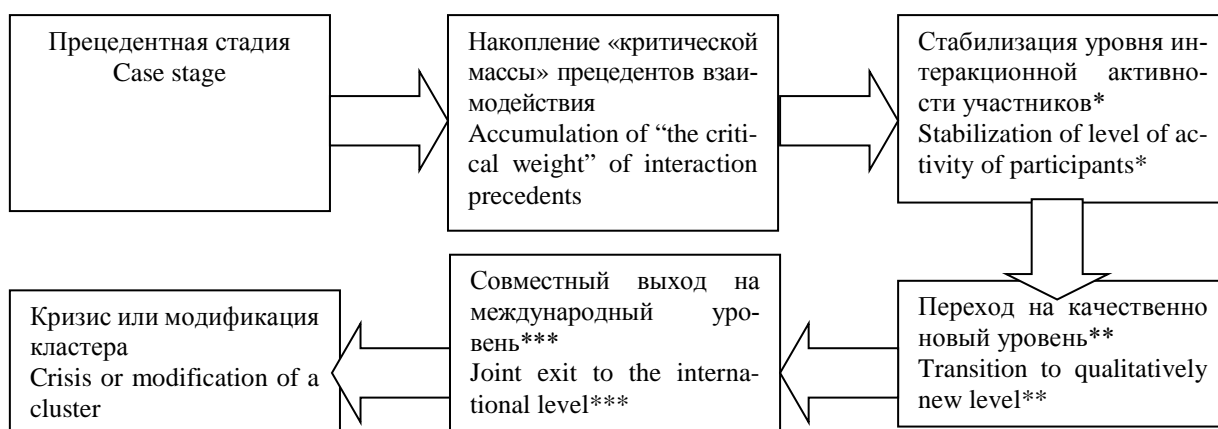 Прецедентная стадия
Case stage
Накопление «критической
массы» прецедентов взаи-
модействия
Accumulation of “the criti-
cal weight” of interaction
precedents
Стабилизация уровня ин-
теракционной активно-
сти участников*
Stabilization of level of ac-
tivity of participants*
Переход на качественно
новый уровень**
Transition to qualitatively
new level**
Совместный выход на
международный уро-
вень***
Joint exit to the interna-
tional level***
Кризис или модификация
кластера
Crisis or modification of a
cluster